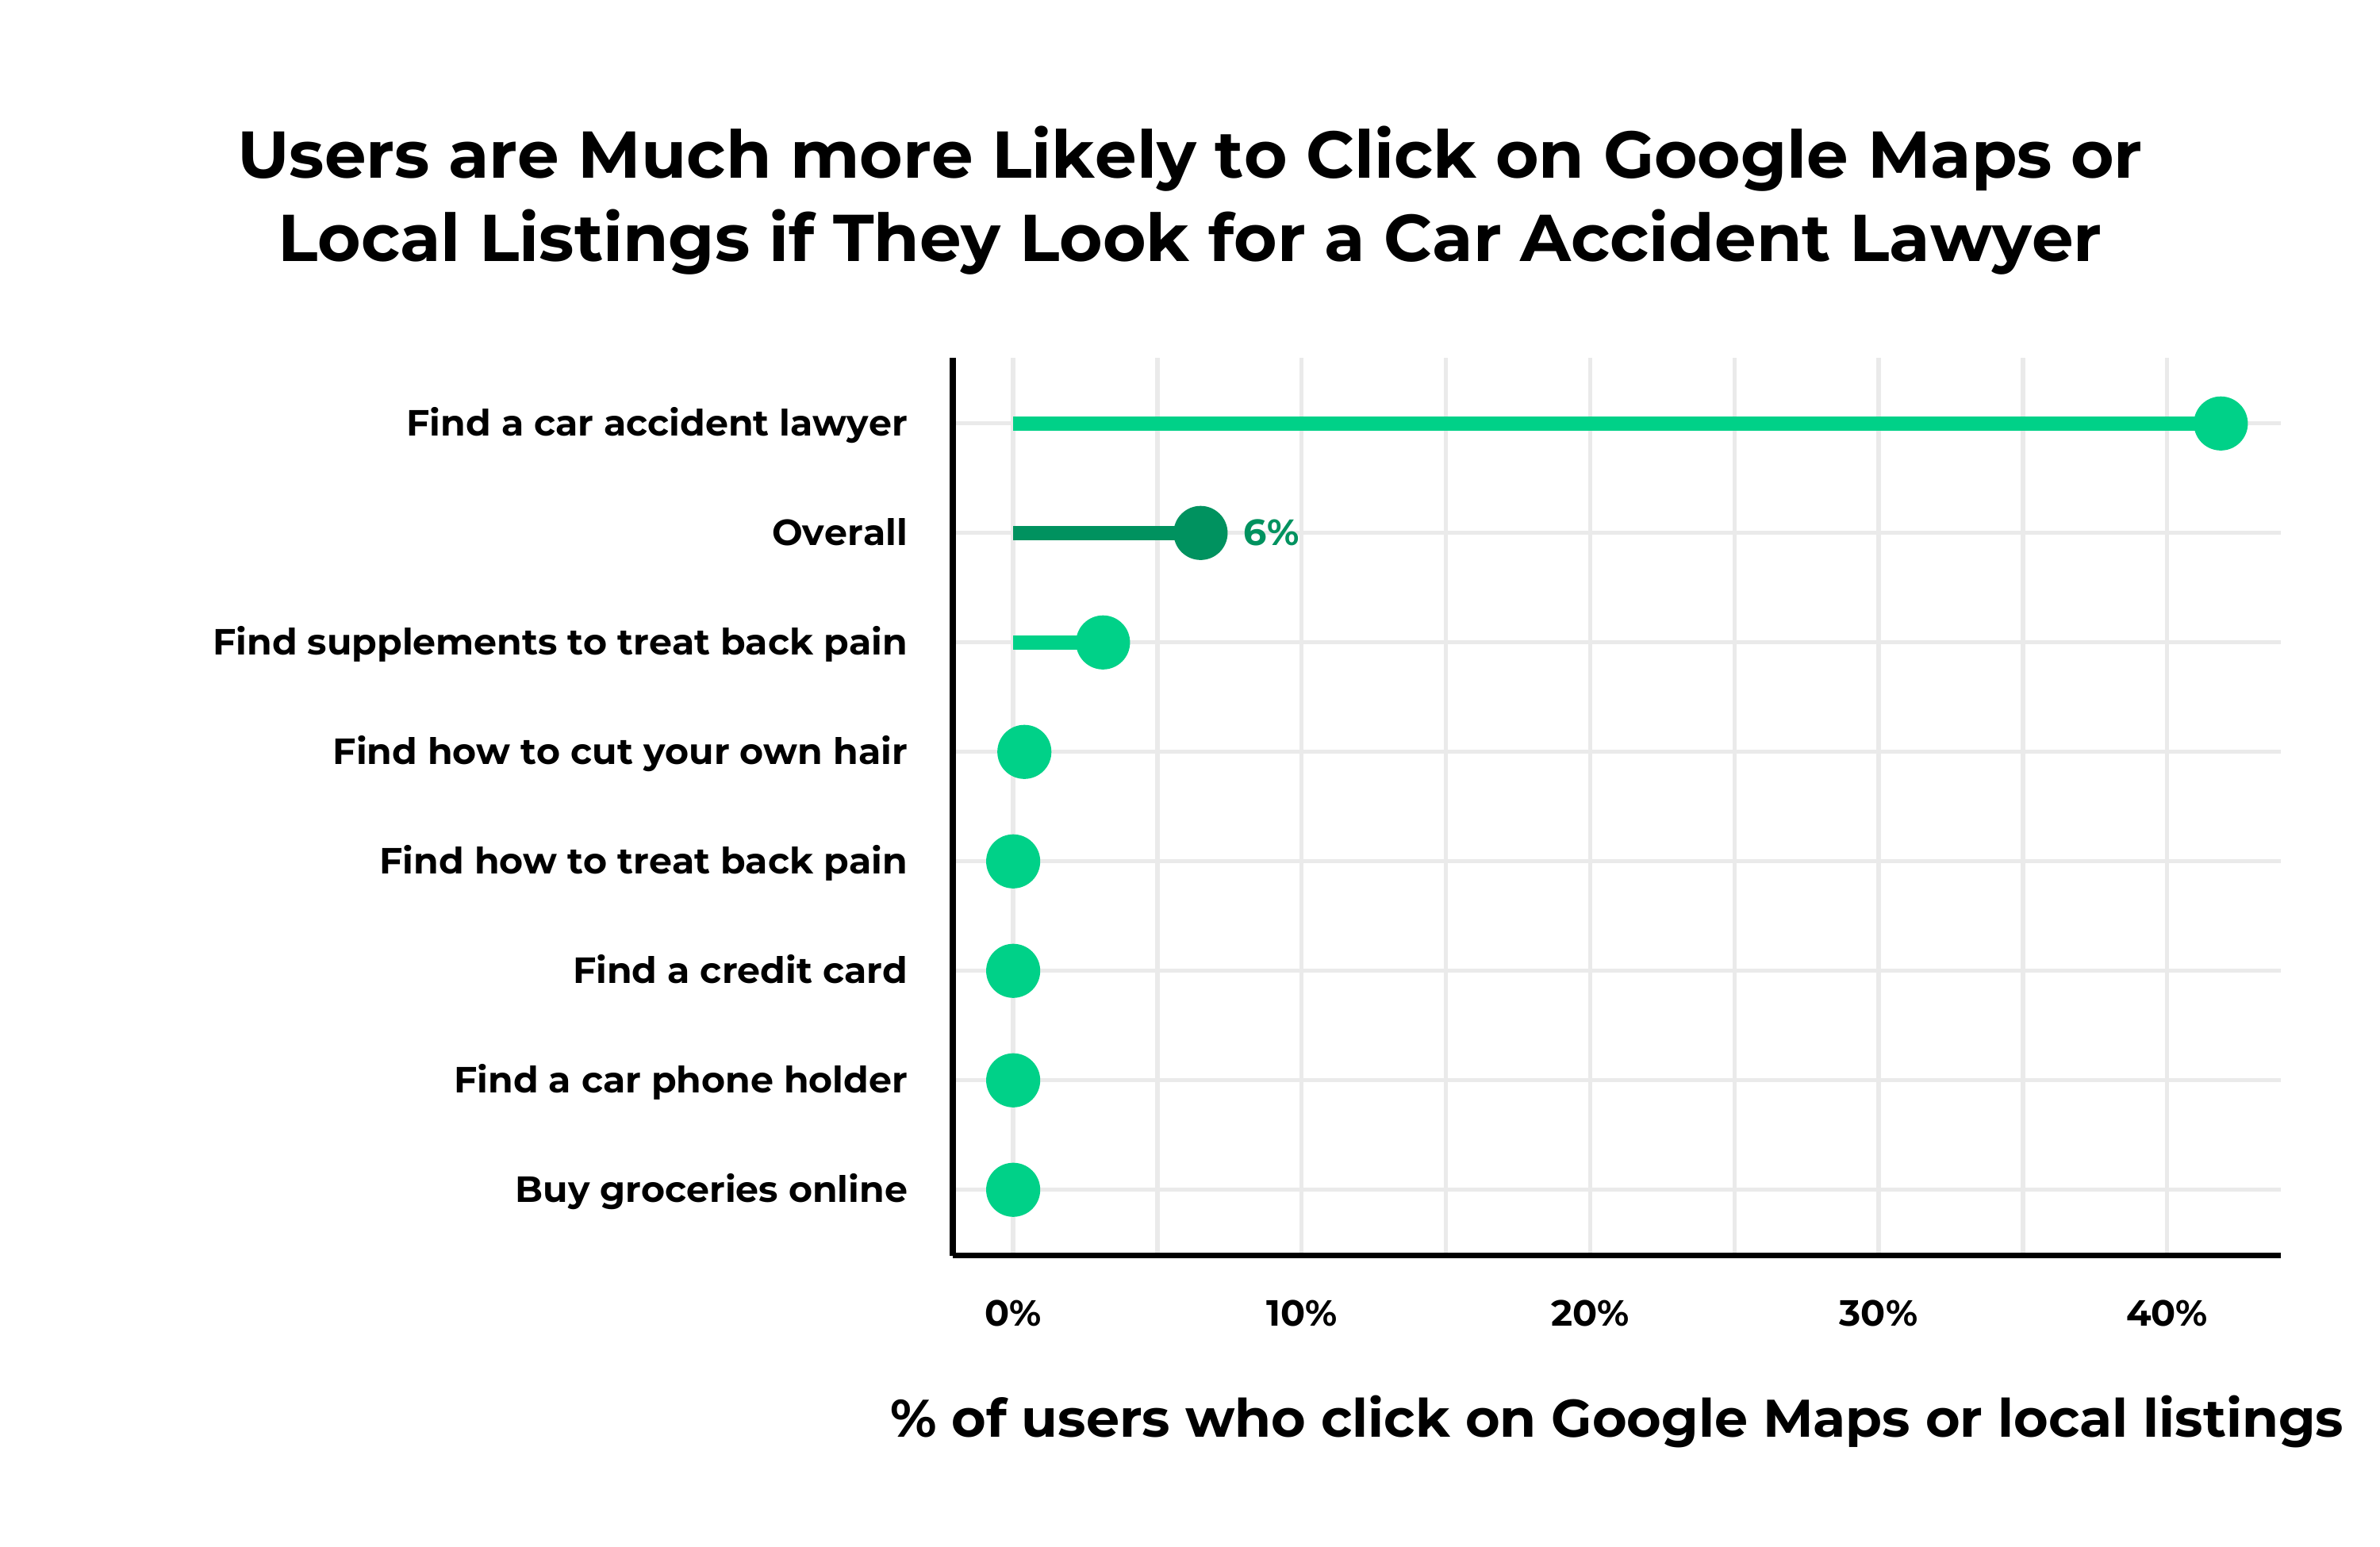 Users are Much more Likely to Click on Google Maps or
Local Listings if They Look for a Car Accident Lawyer
Find a car accident lawyer
Overall
6%
Find supplements to treat back pain
Find how to cut your own hair
Find how to treat back pain
Find a credit card
Find a car phone holder
Buy groceries online
0%
10%
20%
30%
40%
% of users who click on Google Maps or local listings